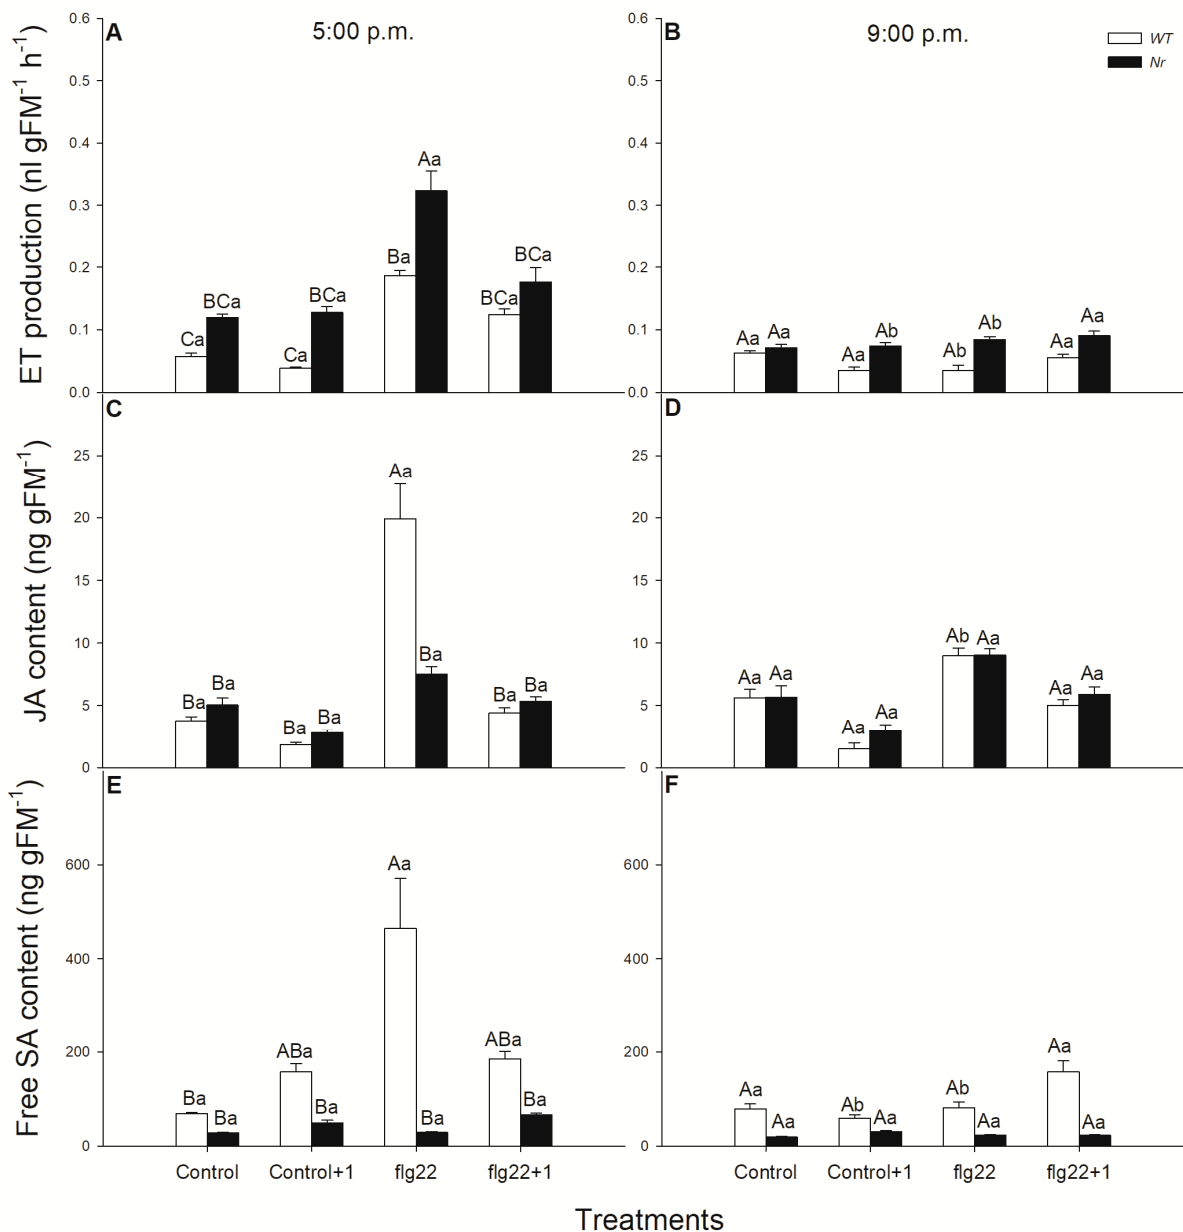 A
5:00 p.m.
B
9:00 p.m.
WT
Nr
ET production (nl gFM⁻¹ h⁻¹)
0.6
0.5
0.4
0.3
0.2
0.1
0.0
Ca
BCa
Ca
BCa
Ba
Aa
BCa
BCa
0.6
0.5
0.4
0.3
0.2
0.1
0.0
Aa
Aa
Aa
Ab
Ab
Ab
Aa
Aa
C
JA content (ng gFM⁻¹)
25
20
15
10
5
0
Ba
Ba
Ba
Ba
Aa
Ba
Ba
Ba
D
25
20
15
10
5
0
Aa
Aa
Aa
Aa
Ab
Aa
Aa
Aa
E
Free SA content (ng gFM⁻¹)
600
400
200
0
Ba
Ba
ABa
Ba
Aa
Ba
ABa
Ba
F
600
400
200
0
Aa
Aa
Ab
Aa
Ab
Aa
Aa
Aa
Control
Control+1
flg22
flg22+1
Control
Control+1
flg22
flg22+1
Treatments